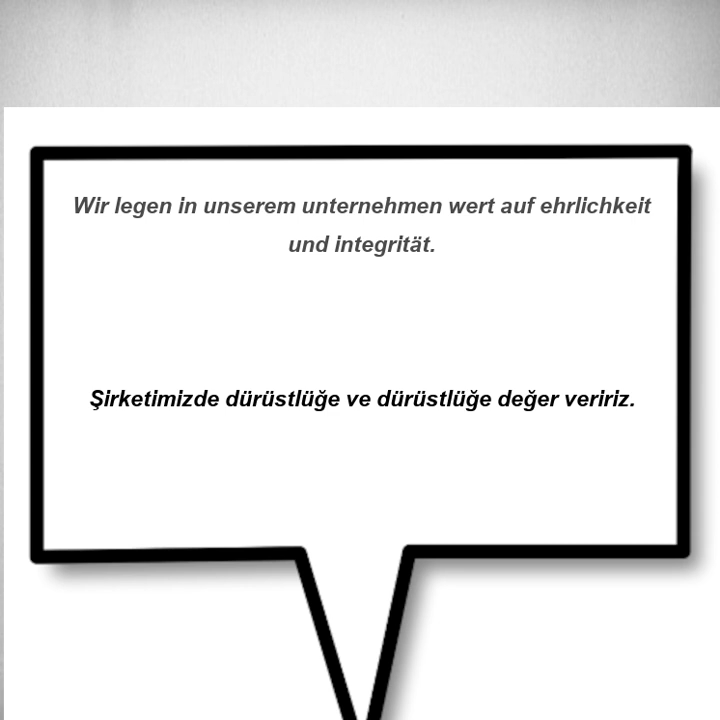 Wir legen in unserem unternehmen wert auf ehrlichkeit
und integrität.
Şirketimizde dürüstlüğe ve dürüstlüğe değer veririz.